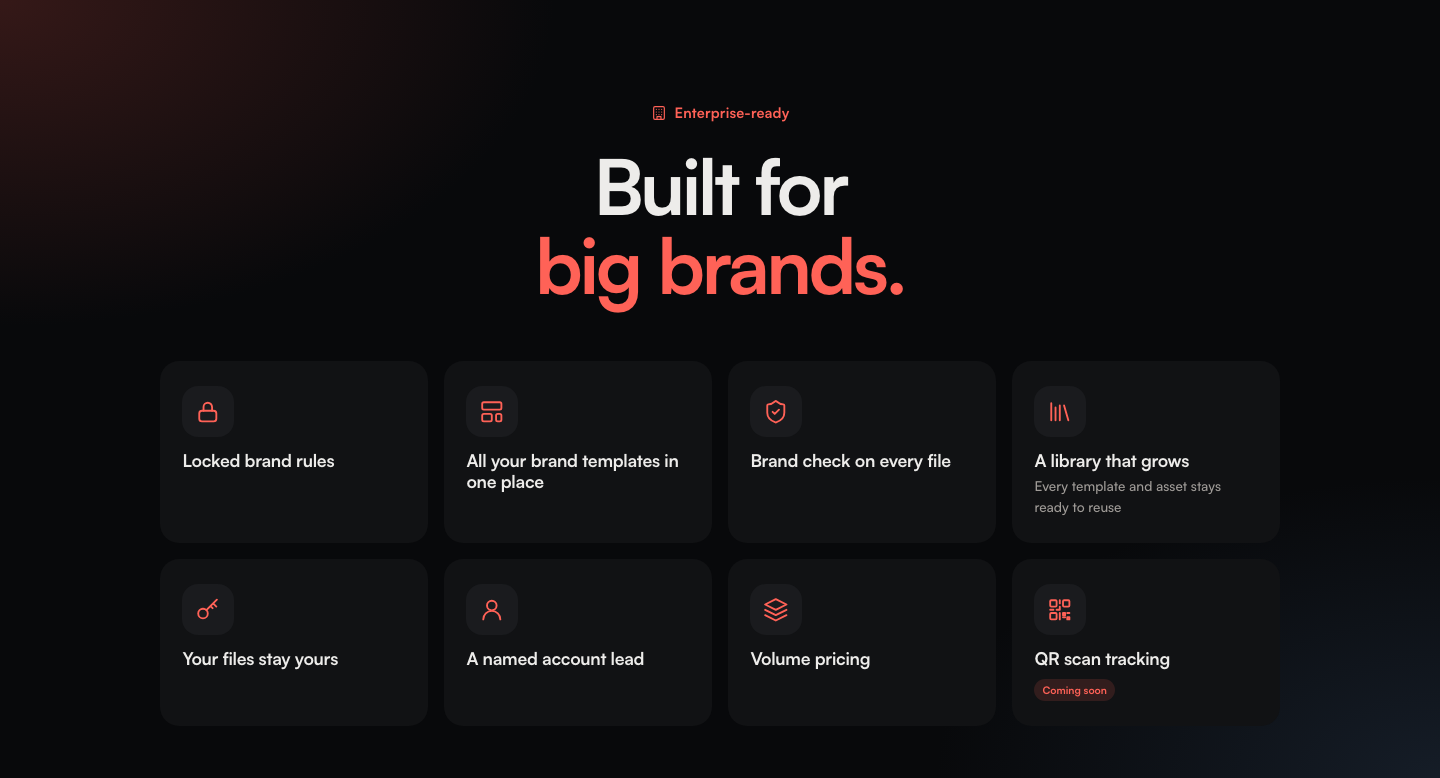 Enterprise-ready
Built for
big brands.
Locked brand rules
All your brand templates in
one place
Brand check on every file
A library that grows
Every template and asset stays
ready to reuse
Your files stay yours
A named account lead
Volume pricing
QR scan tracking
Coming soon